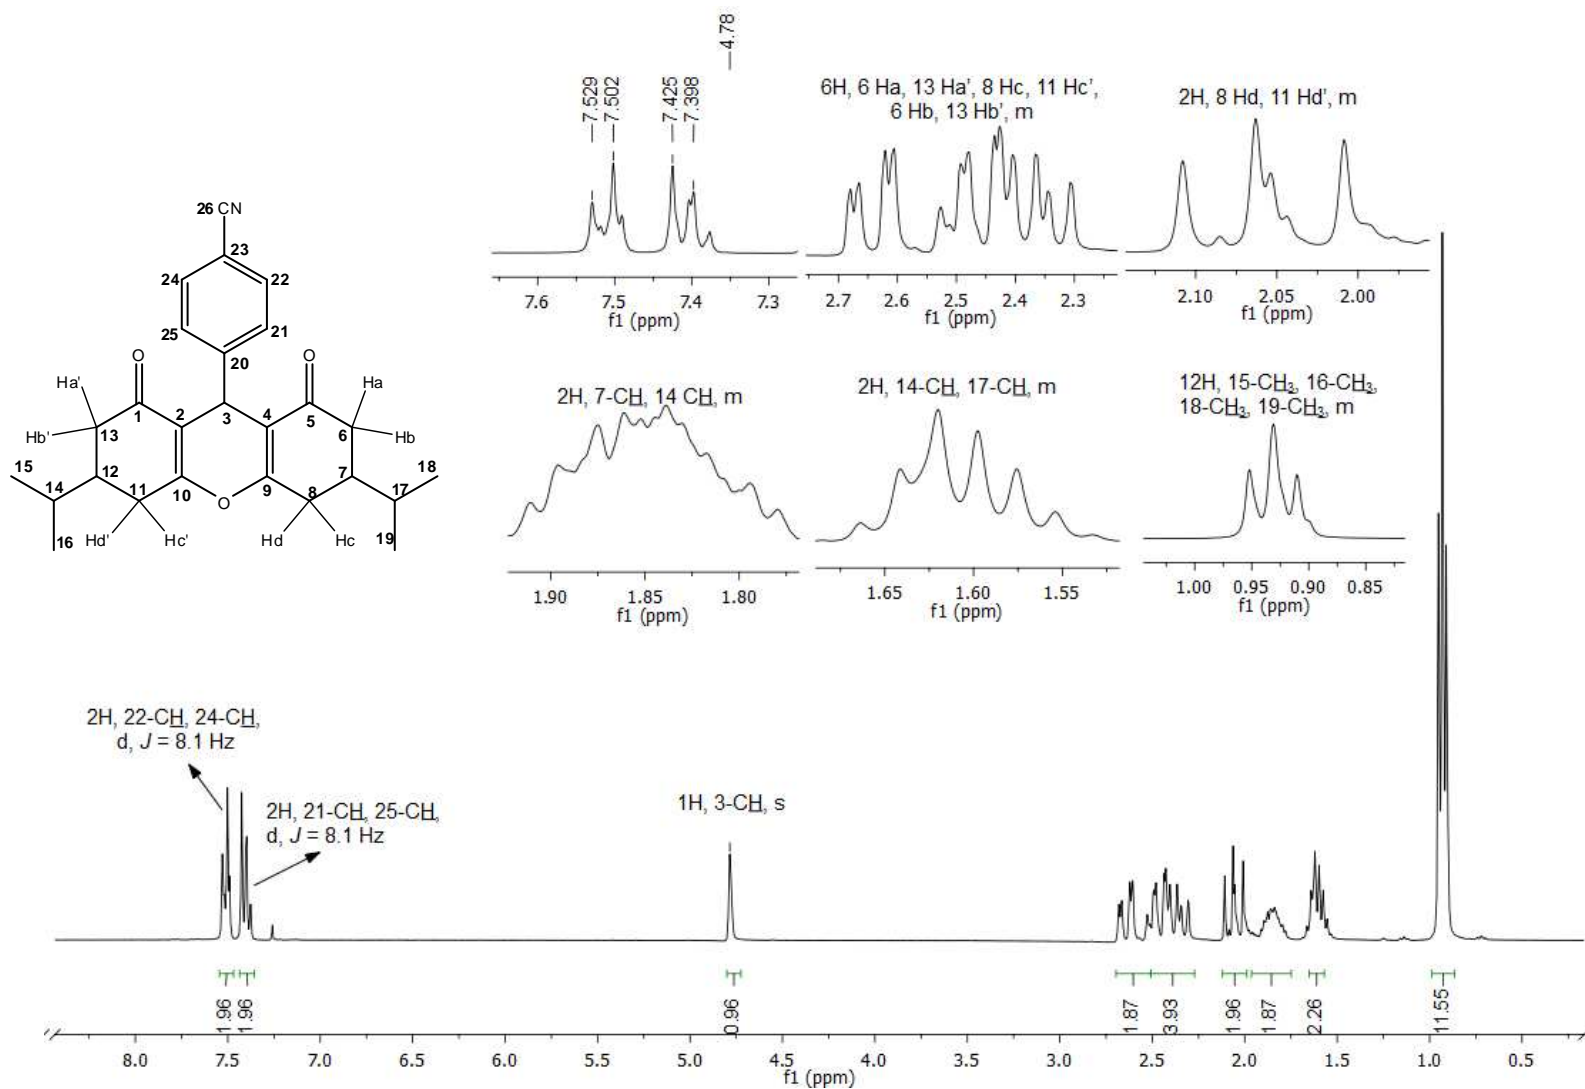 4.78
7.529
7.502
7.425
7.398
6H, 6 Ha, 13 Ha', 8 Hc, 11 Hc',
6 Hb, 13 Hb', m
2H, 8 Hd, 11 Hd', m
7.6 7.5 7.4 7.3
f1 (ppm)
2.7 2.6 2.5 2.4 2.3
f1 (ppm)
2.10 2.05 2.00
f1 (ppm)
26 CN
23
24 22
25 21
20
O O
Ha' Ha
1 2 3 4 5
Hb' 13 6 Hb
15 12 7 18
14 11 10 O 9 8 17
16 Hd' Hc' Hd Hc 19
2H, 7-CH, 14 CH, m
2H, 14-CH, 17-CH, m
12H, 15-CH3, 16-CH3,
18-CH3, 19-CH3, m
1.90 1.85 1.80
f1 (ppm)
1.65 1.60 1.55
f1 (ppm)
1.00 0.95 0.90 0.85
f1 (ppm)
2H, 22-CH, 24-CH,
d, J = 8.1 Hz
2H, 21-CH, 25-CH,
d, J = 8.1 Hz
1H, 3-CH, s
1.96
1.96
0.96
1.87
3.93
1.96
1.87
2.26
11.55
8.0 7.5 7.0 6.5 6.0 5.5 5.0 4.5 4.0 3.5 3.0 2.5 2.0 1.5 1.0 0.5
f1 (ppm)